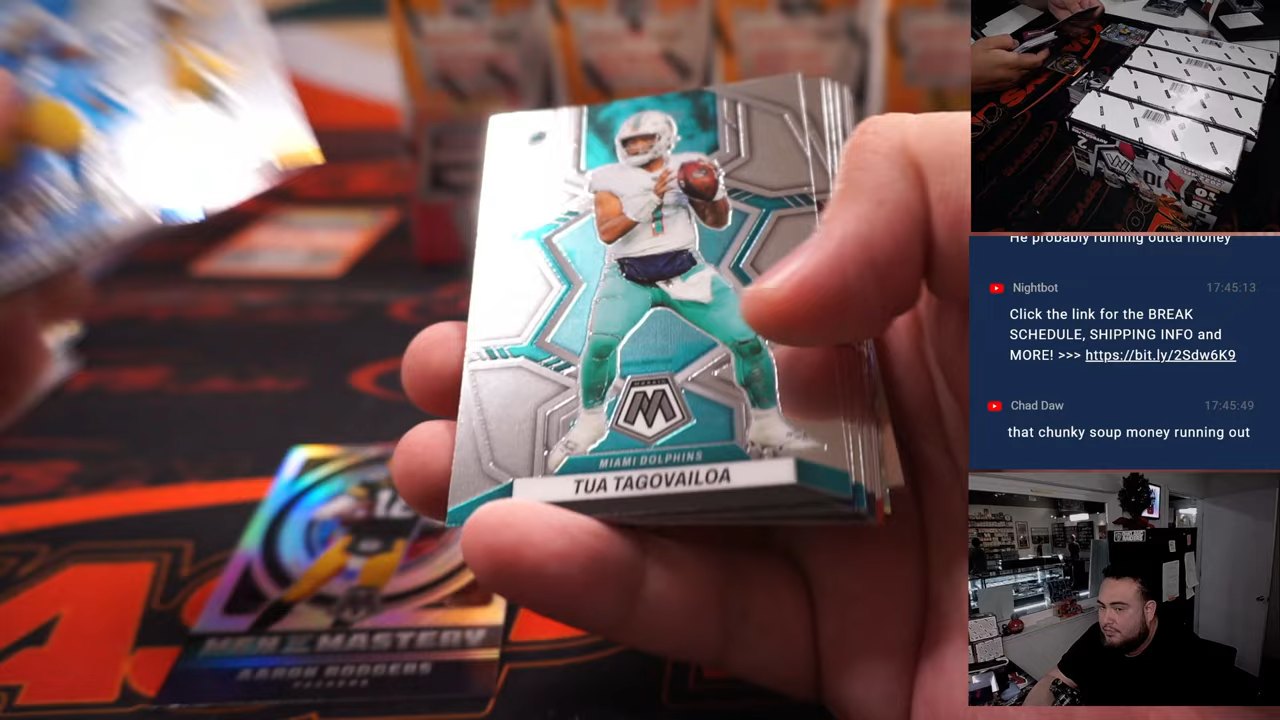 MOSAIC
MIAMI DOLPHINS
TUA TAGOVAILOA
MEN OF MASTERY
AARON RODGERS
PACKERS
He probably running outta money
Nightbot
17:45:13
Click the link for the BREAK
SCHEDULE, SHIPPING INFO and
MORE! >>> https://bit.ly/2Sdw6K9
Chad Daw
17:45:49
that chunky soup money running out